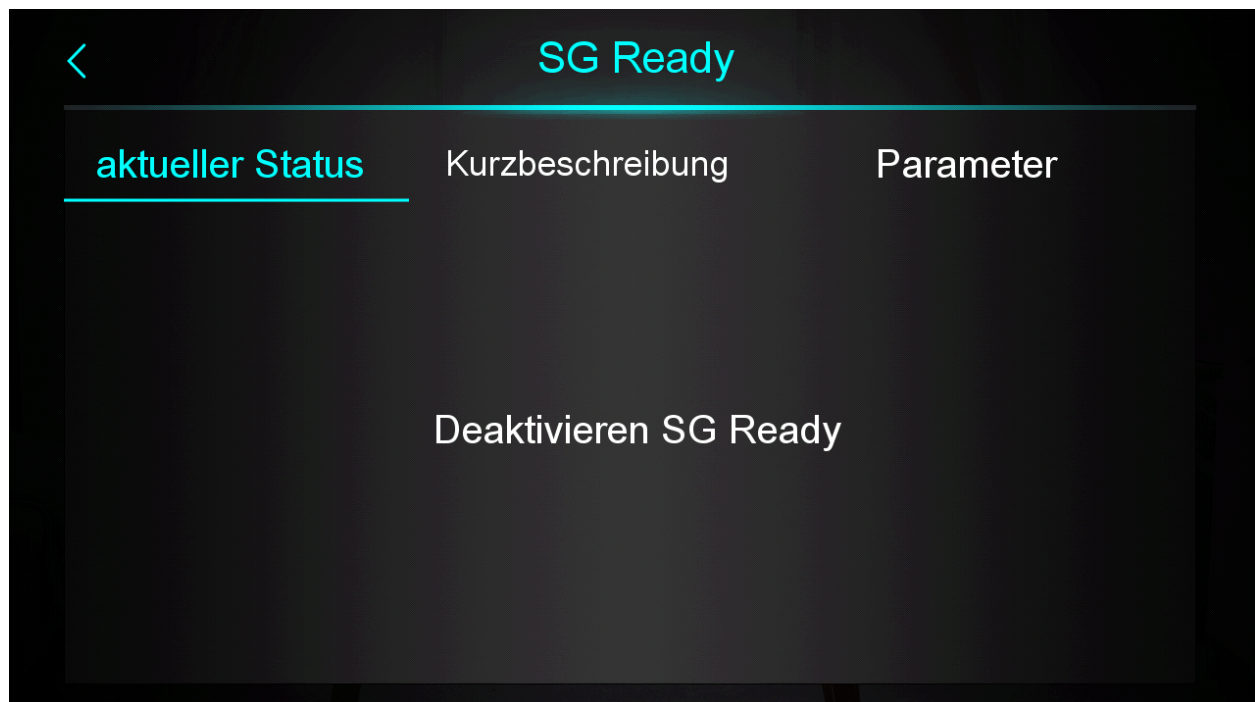 SG Ready
aktueller Status Kurzbeschreibung Parameter
Deaktivieren SG Ready